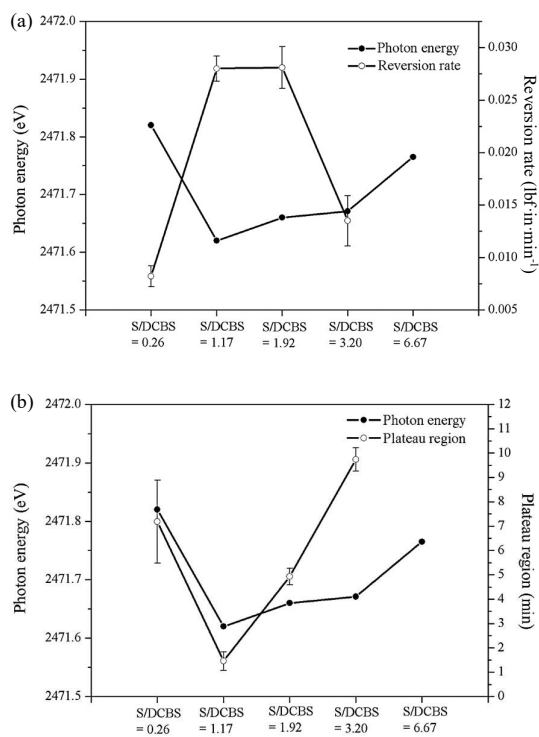 (a)
2472.0
2471.9
2471.8
2471.7
2471.6
2471.5
Photon energy (eV)
Photon energy
Reversion rate
0.030
0.025
0.020
0.015
0.010
0.005
Reversion rate (lbf·in·min⁻¹)
S/DCBS S/DCBS S/DCBS S/DCBS S/DCBS
= 0.26 = 1.17 = 1.92 = 3.20 = 6.67
(b)
2472.0
2471.9
2471.8
2471.7
2471.6
2471.5
Photon energy (eV)
Photon energy
Plateau region
12
11
10
9
8
7
6
5
4
3
2
1
0
Plateau region (min)
S/DCBS S/DCBS S/DCBS S/DCBS S/DCBS
= 0.26 = 1.17 = 1.92 = 3.20 = 6.67